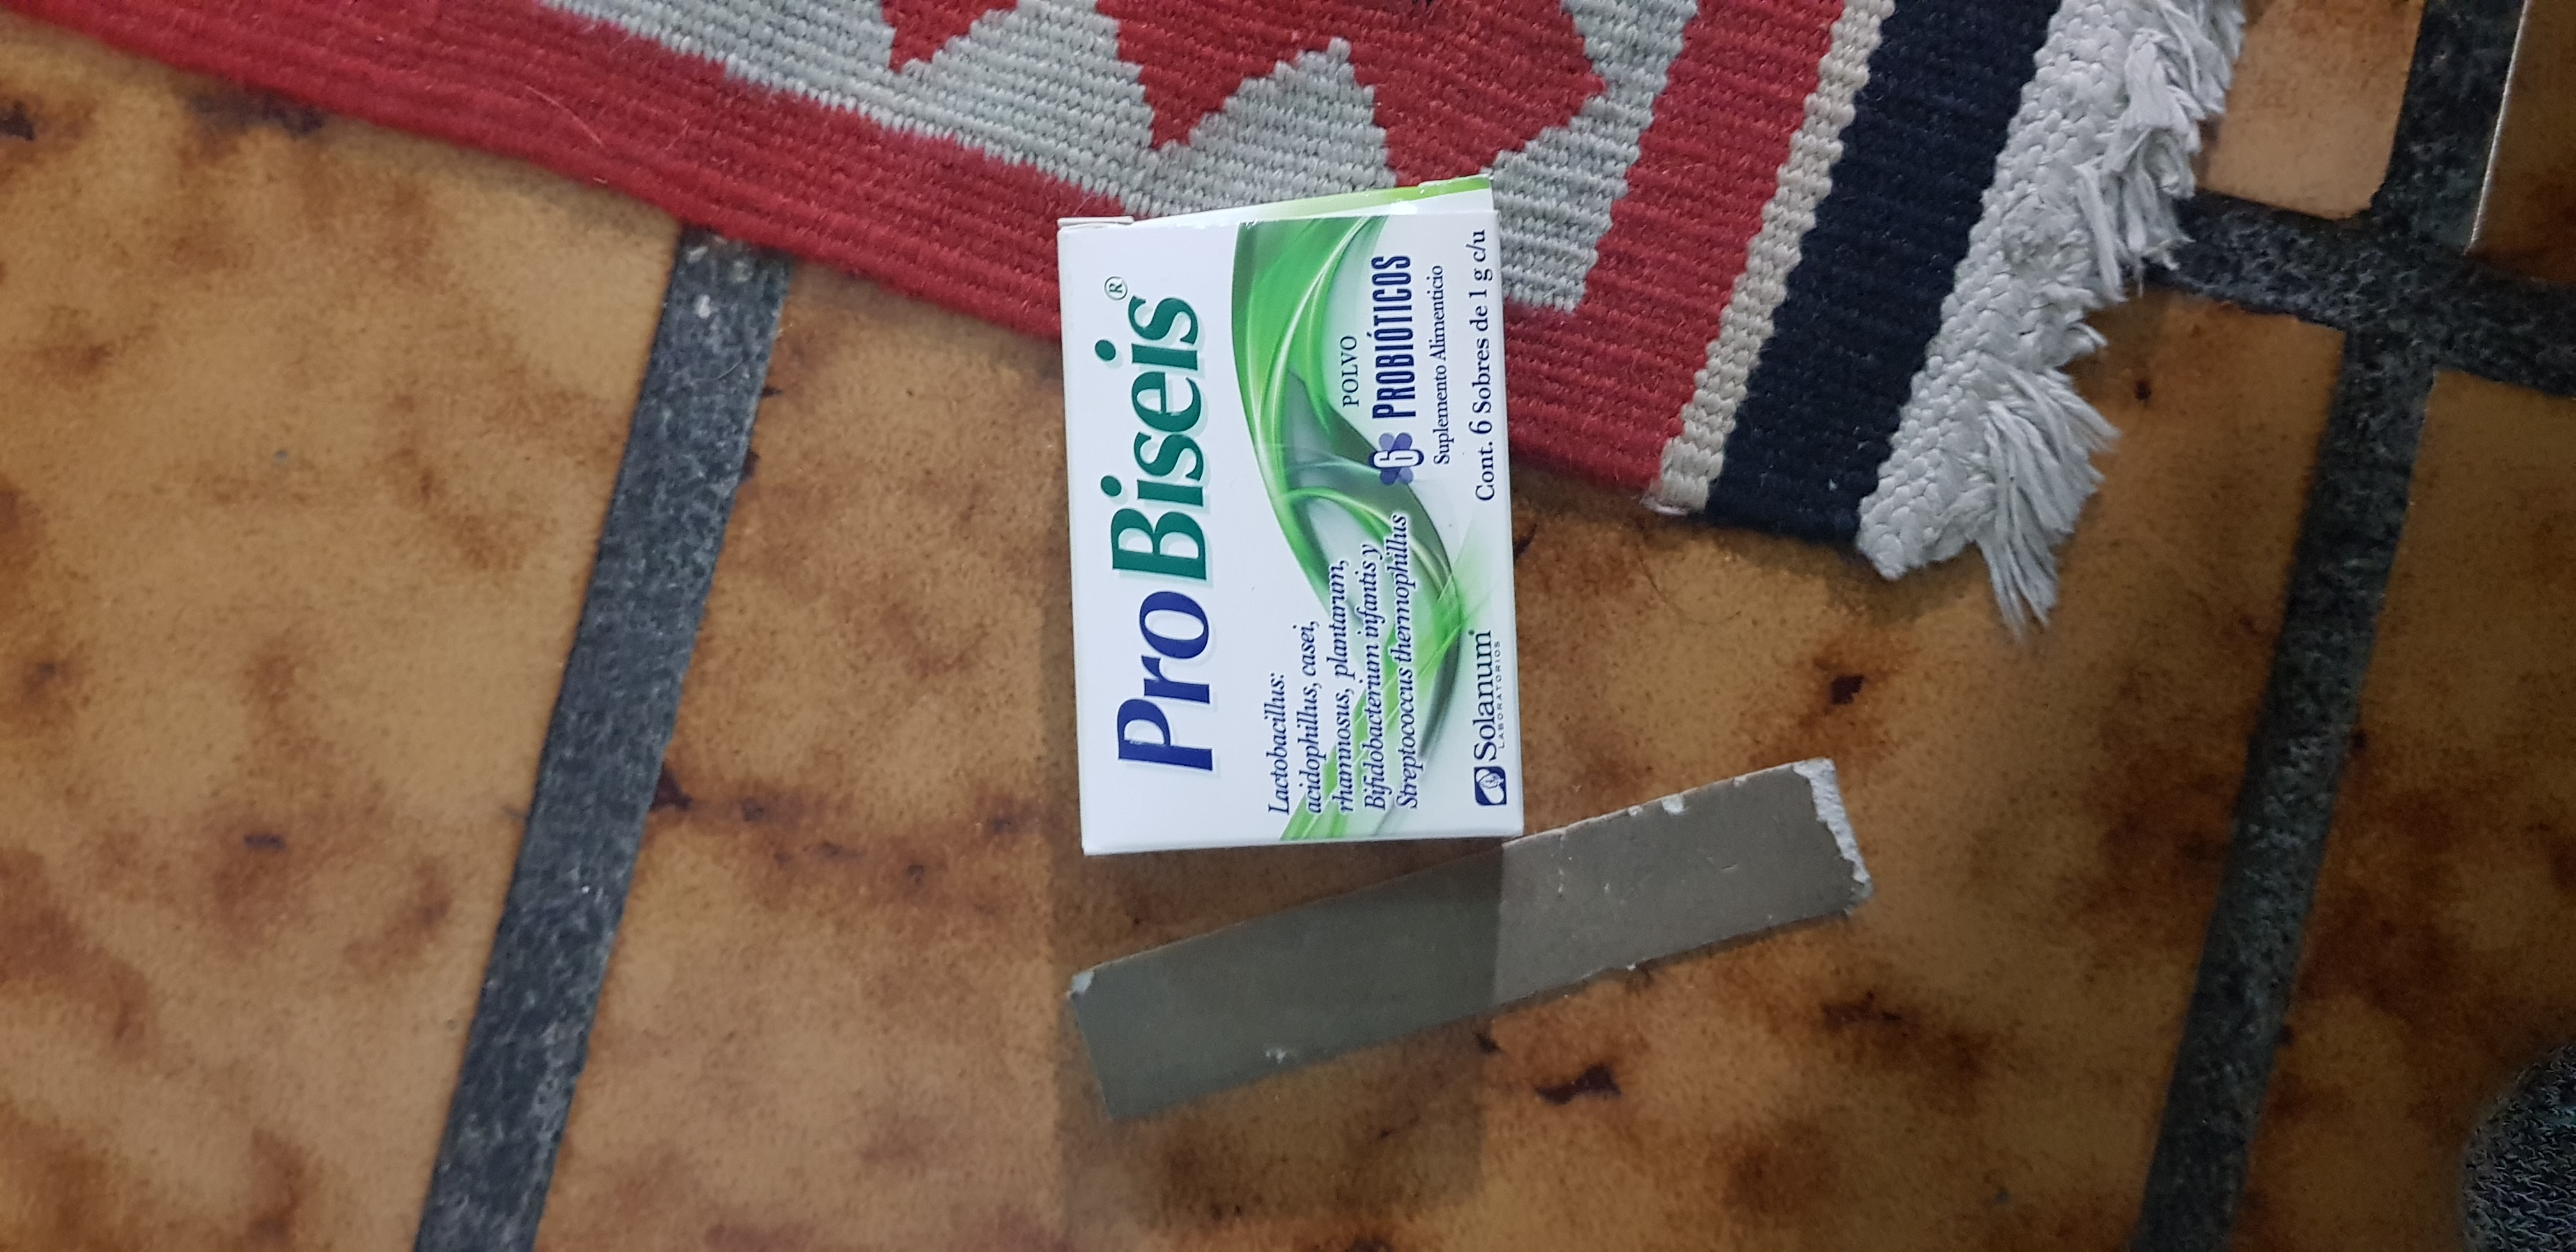 ProBiseis®
Lactobacillus:
acidophillus, casei,
rhamnosus, plantarum,
Bifidobacterium infantis y
Streptococcus thermophillus
POLVO
6 PROBIÓTICOS
Suplemento Alimenticio
Solanum®
LABORATORIOS
Cont. 6 Sobres de 1 g c/u